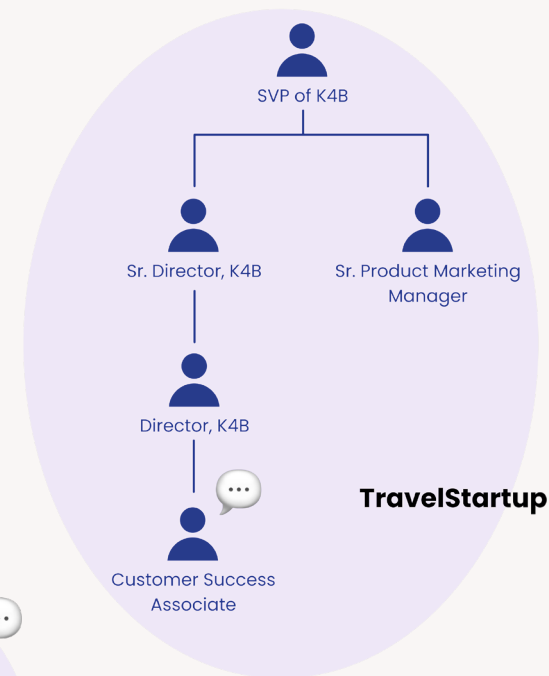 SVP of K4B
Sr. Director, K4B
Sr. Product Marketing
Manager
Director, K4B
TravelStartup
Customer Success
Associate